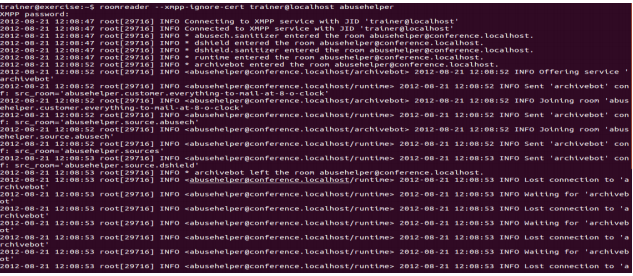 trainer@exercise:~$ roomreader --xmpp-ignore-cert trainer@localhost abusehelper
XMPP password:
2012-08-21 12:08:47 root[29716] INFO Connecting to XMPP service with JID 'trainer@localhost'
2012-08-21 12:08:47 root[29716] INFO Connected to XMPP service with JID 'trainer@localhost'
2012-08-21 12:08:47 root[29716] INFO * abusech.sanitizer entered the room abusehelper@conference.localhost.
2012-08-21 12:08:47 root[29716] INFO * dshield entered the room abusehelper@conference.localhost.
2012-08-21 12:08:47 root[29716] INFO * dshield.sanitizer entered the room abusehelper@conference.localhost.
2012-08-21 12:08:47 root[29716] INFO * runtime entered the room abusehelper@conference.localhost.
2012-08-21 12:08:52 root[29716] INFO * archivebot entered the room abusehelper@conference.localhost.
2012-08-21 12:08:52 root[29716] INFO <abusehelper@conference.localhost/archivebot> 2012-08-21 12:08:52 INFO Offering service '
archivebot'
2012-08-21 12:08:52 root[29716] INFO <abusehelper@conference.localhost/runtime> 2012-08-21 12:08:52 INFO Sent 'archivebot' con
f: src_room='abusehelper.customer.everything-to-mail-at-8-o-clock'
2012-08-21 12:08:52 root[29716] INFO <abusehelper@conference.localhost/archivebot> 2012-08-21 12:08:52 INFO Joining room 'abus
ehelper.customer.everything-to-mail-at-8-o-clock'
2012-08-21 12:08:52 root[29716] INFO <abusehelper@conference.localhost/runtime> 2012-08-21 12:08:52 INFO Sent 'archivebot' con
f: src_room='abusehelper.source.abusech'
2012-08-21 12:08:52 root[29716] INFO <abusehelper@conference.localhost/archivebot> 2012-08-21 12:08:52 INFO Joining room 'abus
ehelper.source.abusech'
2012-08-21 12:08:53 root[29716] INFO <abusehelper@conference.localhost/runtime> 2012-08-21 12:08:52 INFO Sent 'archivebot' con
f: src_room='abusehelper.sources'
2012-08-21 12:08:53 root[29716] INFO <abusehelper@conference.localhost/runtime> 2012-08-21 12:08:53 INFO Sent 'archivebot' con
f: src_room='abusehelper.source.dshield'
2012-08-21 12:08:53 root[29716] INFO * archivebot left the room abusehelper@conference.localhost.
2012-08-21 12:08:53 root[29716] INFO <abusehelper@conference.localhost/runtime> 2012-08-21 12:08:53 INFO Lost connection to 'a
rchivebot'
2012-08-21 12:08:53 root[29716] INFO <abusehelper@conference.localhost/runtime> 2012-08-21 12:08:53 INFO Waiting for 'archiveb
ot'
2012-08-21 12:08:53 root[29716] INFO <abusehelper@conference.localhost/runtime> 2012-08-21 12:08:53 INFO Lost connection to 'a
rchivebot'
2012-08-21 12:08:53 root[29716] INFO <abusehelper@conference.localhost/runtime> 2012-08-21 12:08:53 INFO Waiting for 'archiveb
ot'
2012-08-21 12:08:53 root[29716] INFO <abusehelper@conference.localhost/runtime> 2012-08-21 12:08:53 INFO Lost connection to 'a
rchivebot'
2012-08-21 12:08:53 root[29716] INFO <abusehelper@conference.localhost/runtime> 2012-08-21 12:08:53 INFO Waiting for 'archiveb
ot'
2012-08-21 12:08:53 root[29716] INFO <abusehelper@conference.localhost/runtime> 2012-08-21 12:08:53 INFO Lost connection to 'a